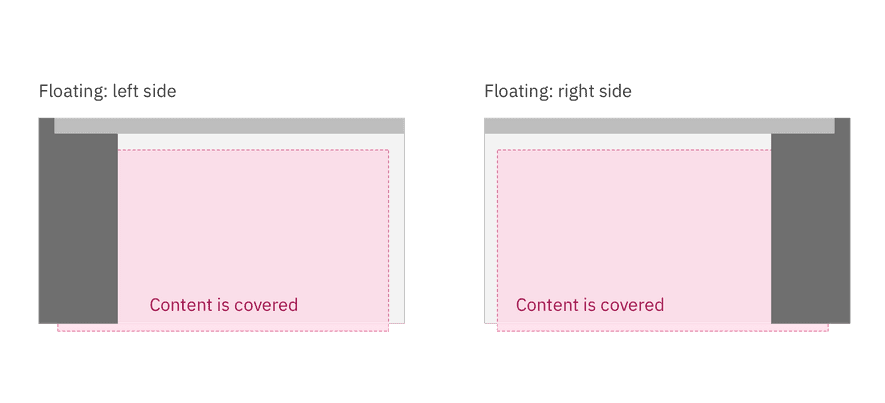 Floating: left side
Floating: right side
Content is covered
Content is covered